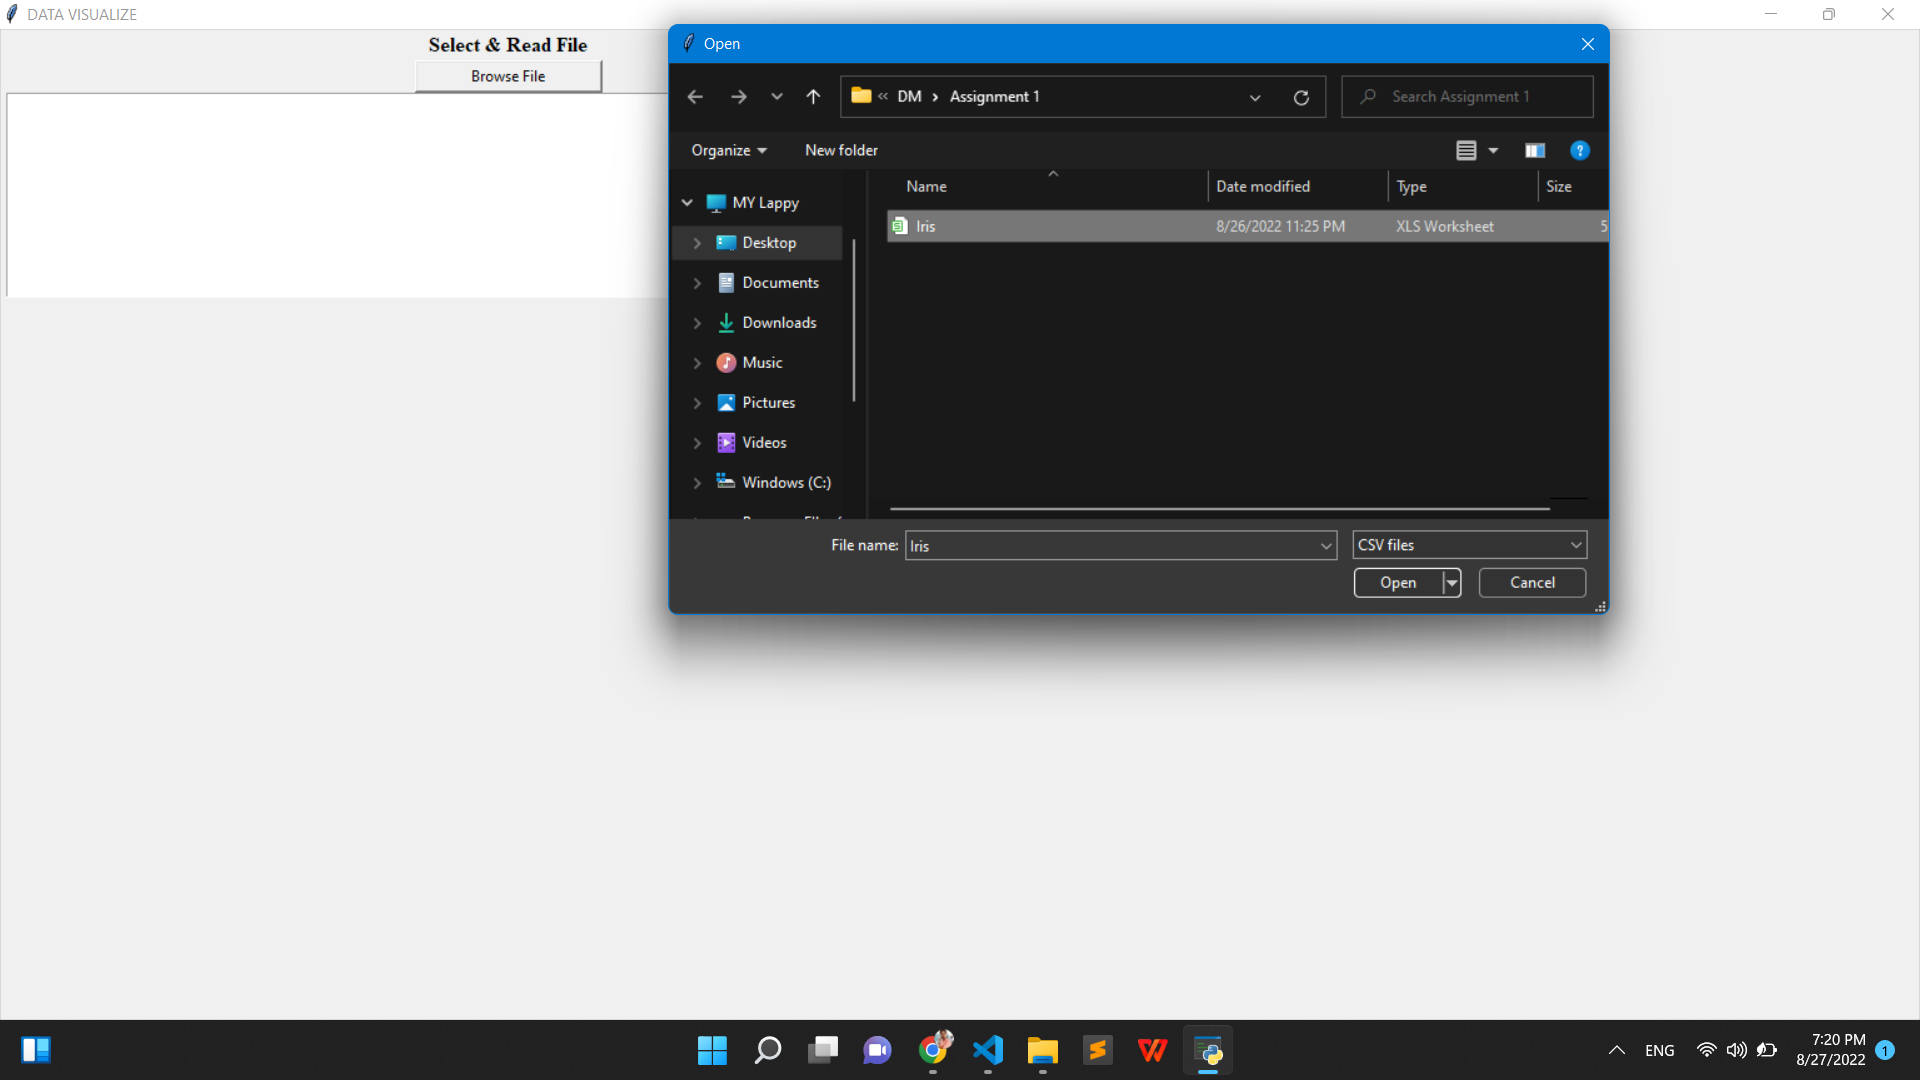 DATA VISUALIZE
Select & Read File
Browse File
Open
DM
Assignment 1
Search Assignment 1
Organize
New folder
Name
Date modified
Type
Size
MY Lappy
Iris
8/26/2022 11:25 PM
XLS Worksheet
5
Desktop
Documents
Downloads
Music
Pictures
Videos
Windows (C:)
File name:
Iris
CSV files
Open
Cancel
ENG
7:20 PM
8/27/2022
1